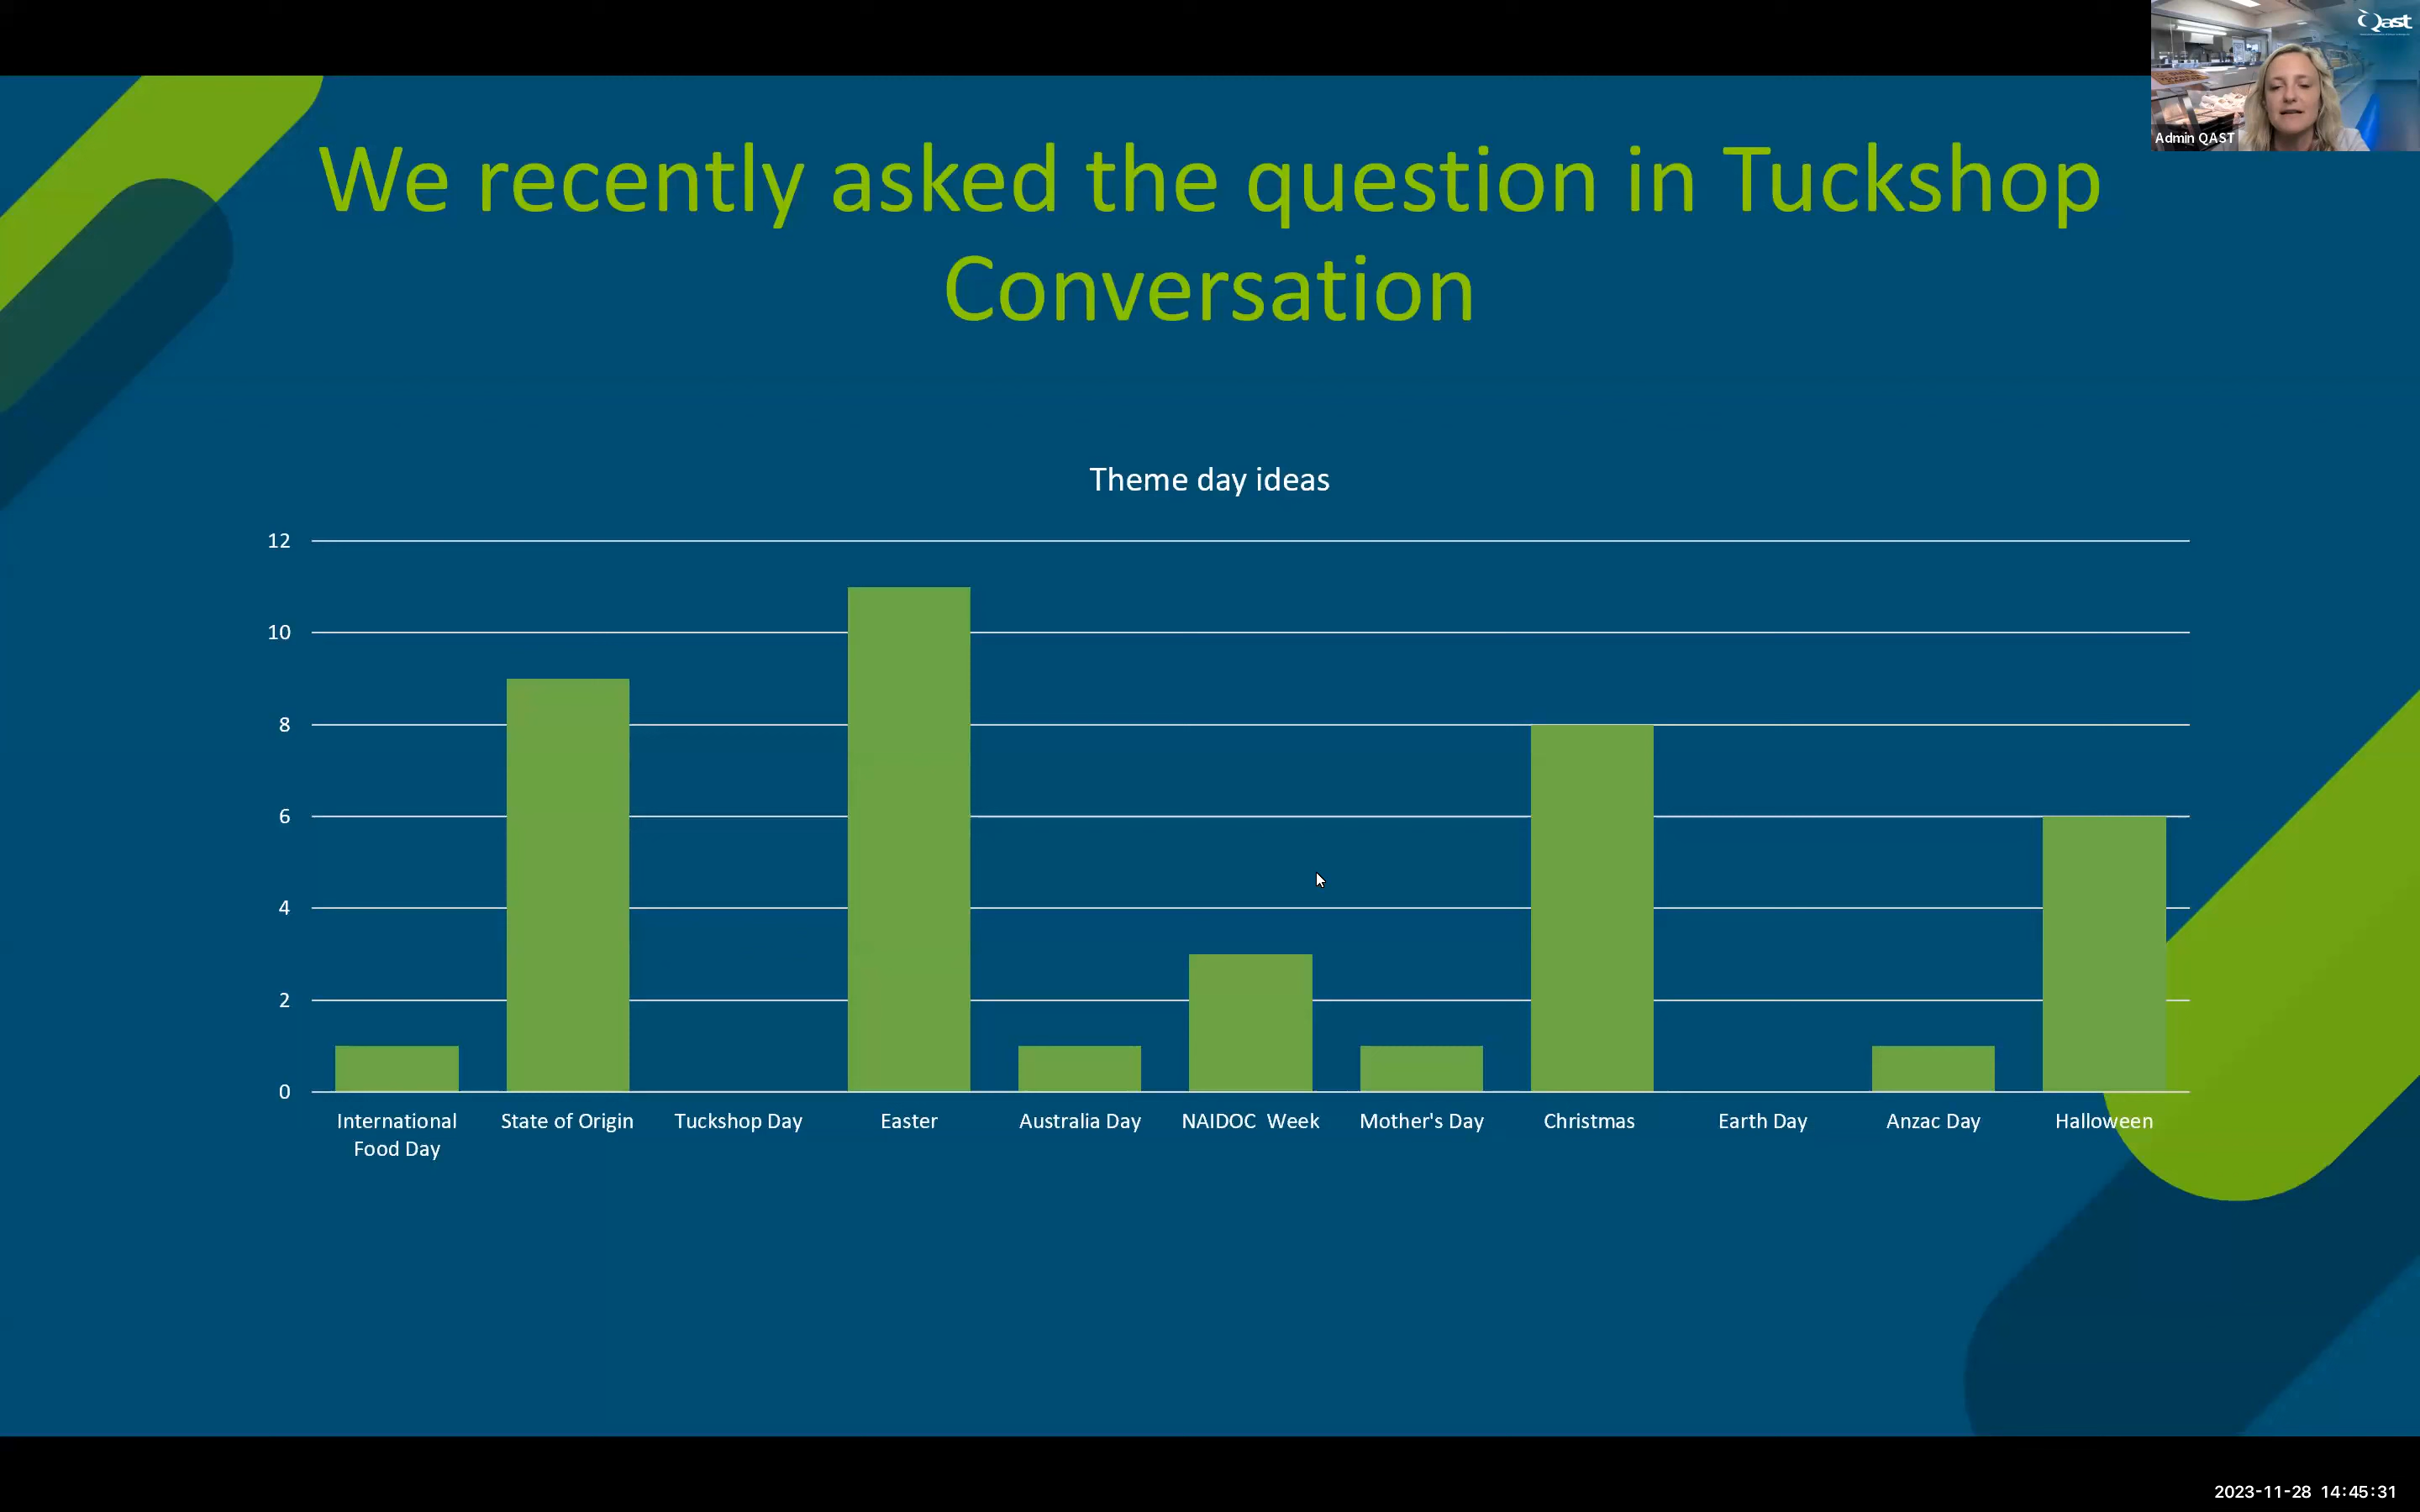 Qast
Admin QAST
We recently asked the question in Tuckshop
Conversation
Theme day ideas
12
10
8
6
4
2
0
International
Food Day
State of Origin
Tuckshop Day
Easter
Australia Day
NAIDOC  Week
Mother's Day
Christmas
Earth Day
Anzac Day
Halloween
2023-11-28 14:45:31